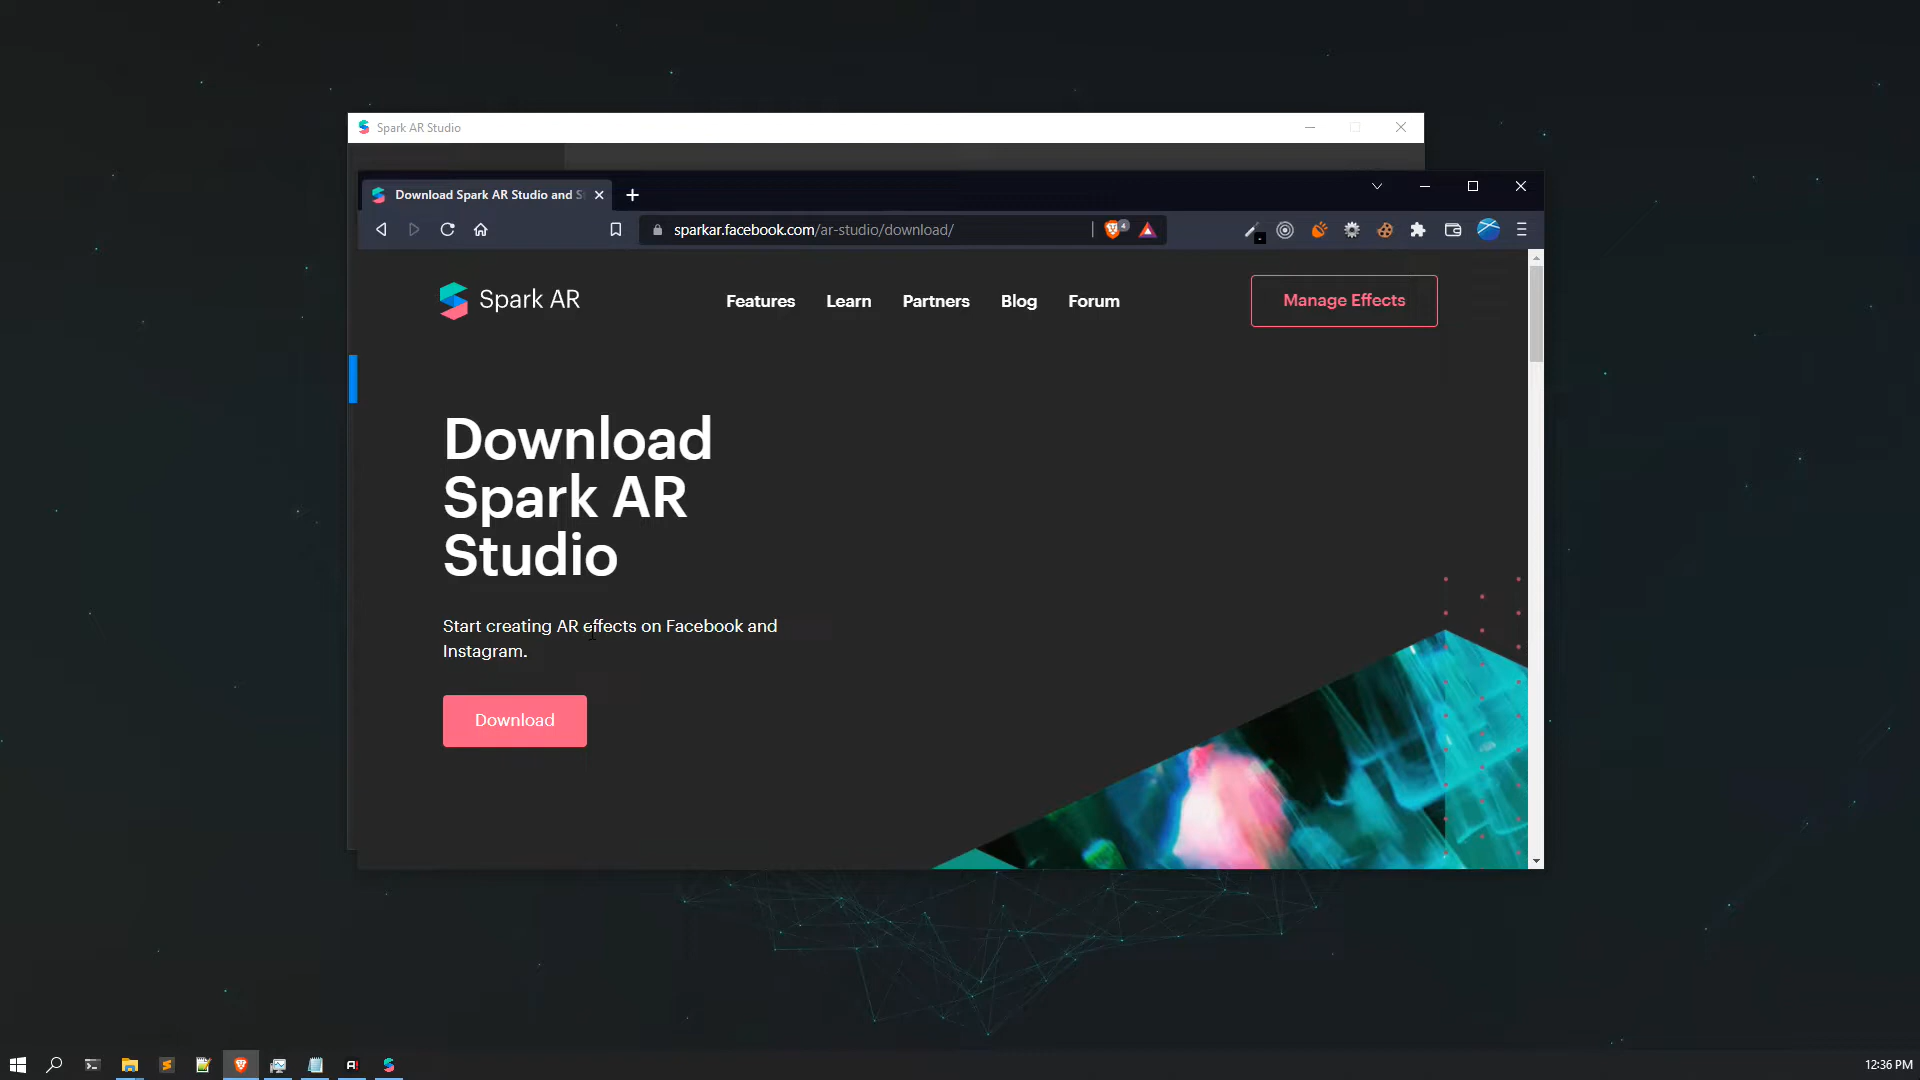 Spark AR Studio
Download Spark AR Studio and S
sparkar.facebook.com/ar-studio/download/
4
Spark AR
Features
Learn
Partners
Blog
Forum
Manage Effects
Download
Spark AR
Studio
Start creating AR effects on Facebook and
Instagram.
Download
12:36 PM